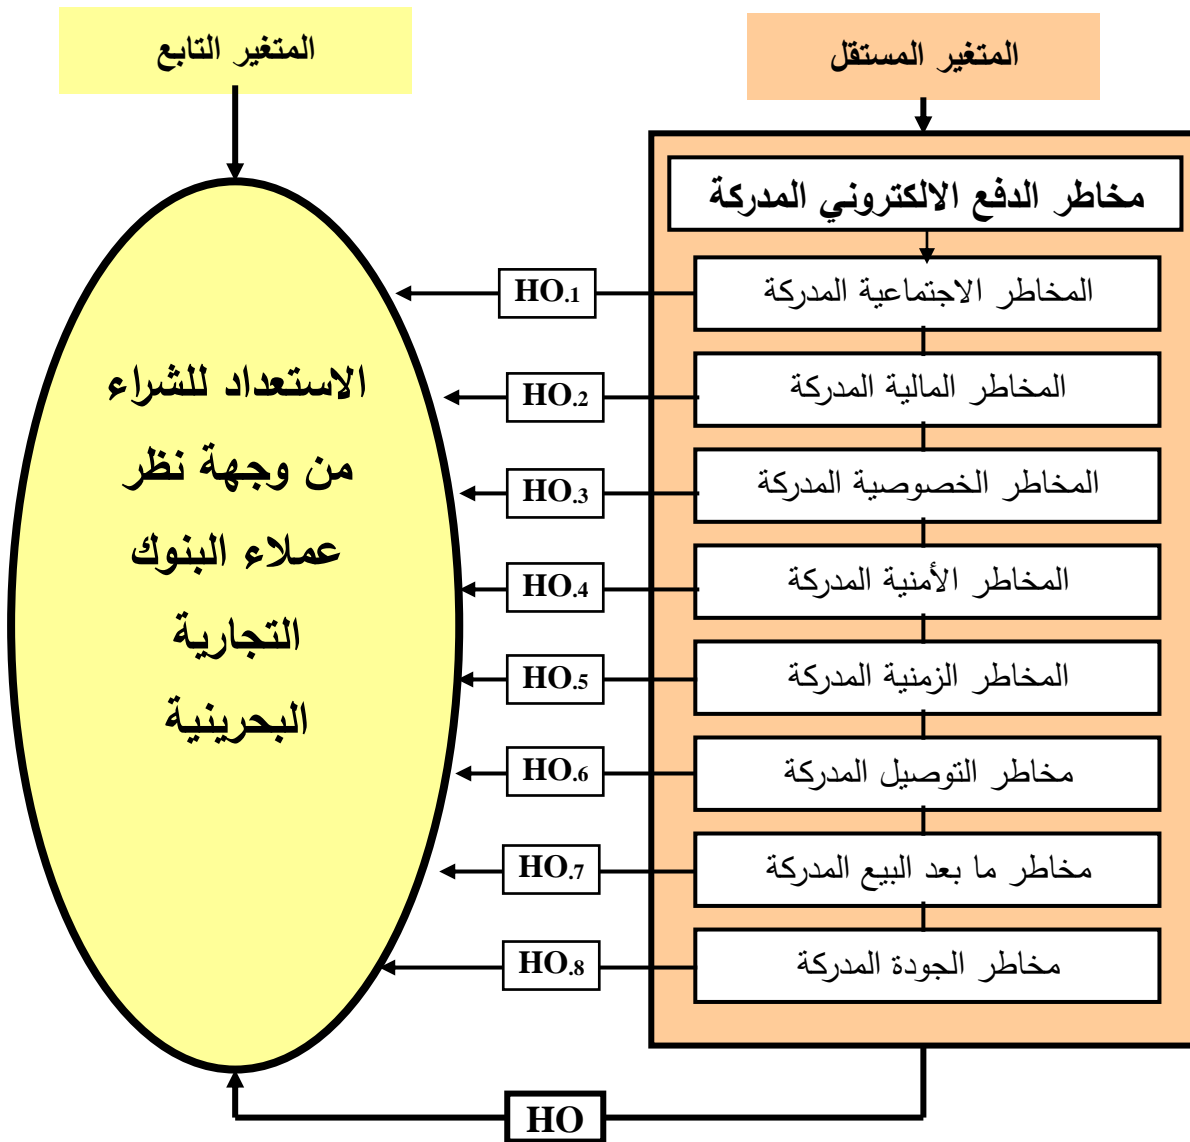 المتغير المستقل
المتغير التابع
مخاطر الدفع الالكتروني المدركة
المخاطر الاجتماعية المدركة
HO.1
المخاطر المالية المدركة
HO.2
المخاطر الخصوصية المدركة
HO.3
المخاطر الأمنية المدركة
HO.4
المخاطر الزمنية المدركة
HO.5
مخاطر التوصيل المدركة
HO.6
مخاطر ما بعد البيع المدركة
HO.7
مخاطر الجودة المدركة
HO.8
الاستعداد للشراء
من وجهة نظر
عملاء البنوك
التجارية
البحرينية
HO